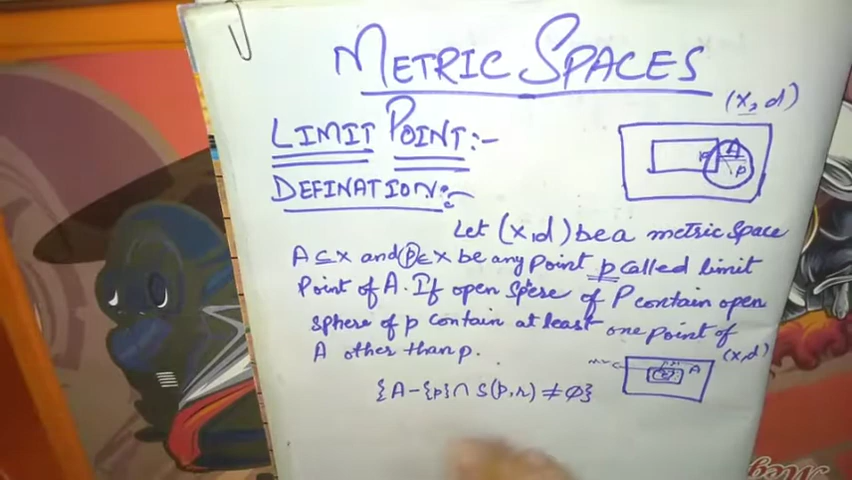 METRIC SPACES
(X, d)
LIMIT POINT:-
A
p
DEFINATION:-
Let (x,d) be a metric space
A ⊆ X and p ∈ X be any point p called limit
Point of A. If open Spere of P contain open
sphere of p contain at least one point of
A other than p.
(x,d)
A
{A-{p} ∩ S(p,r) ≠ ∅}